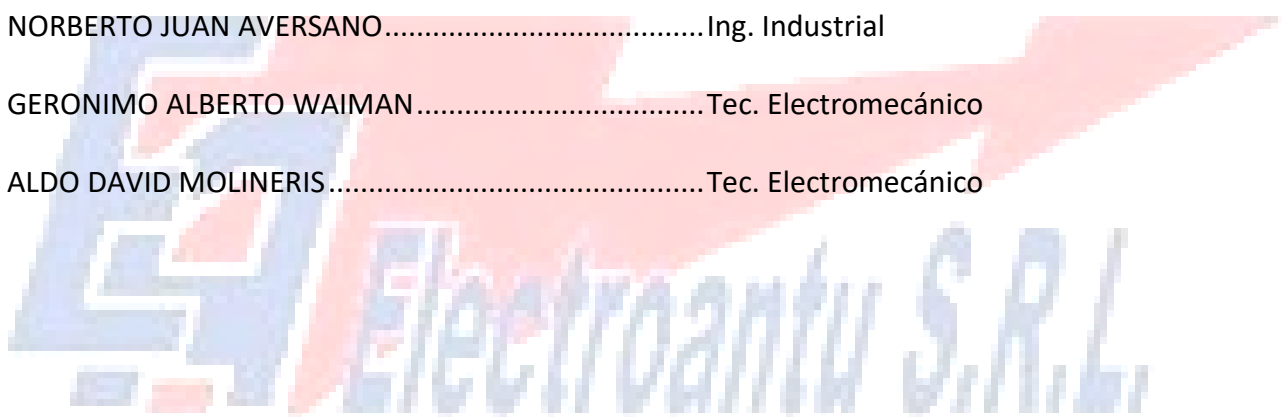 NORBERTO JUAN AVERSANO........................................Ing. Industrial
GERONIMO ALBERTO WAIMAN....................................Tec. Electromecánico
ALDO DAVID MOLINERIS...............................................Tec. Electromecánico
Electroantu S.R.L.